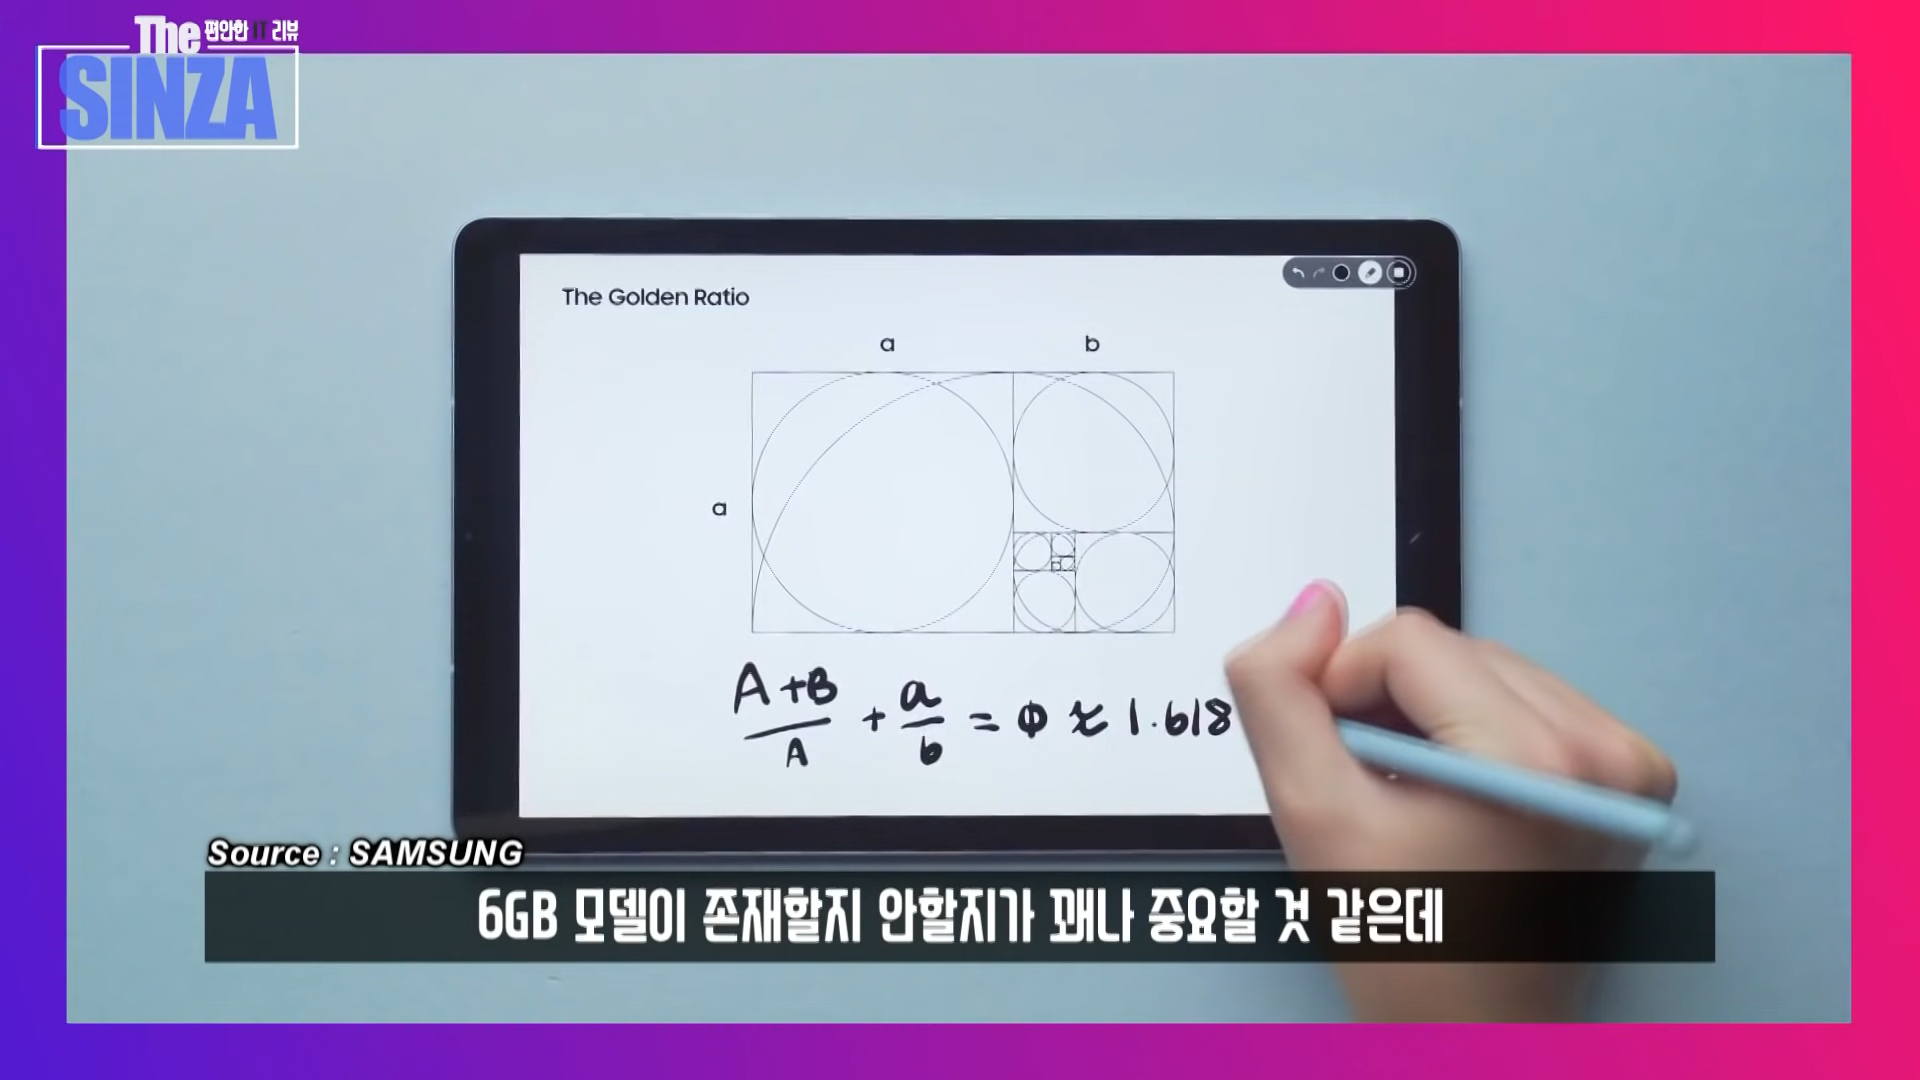 The 편안한 IT 리뷰
SINZA
The Golden Ratio
a
b
a
A+B
+ a = φ ≈ 1.618
A
b
Source : SAMSUNG
6GB 모델이 존재할지 안할지가 꽤나 중요할 것 같은데